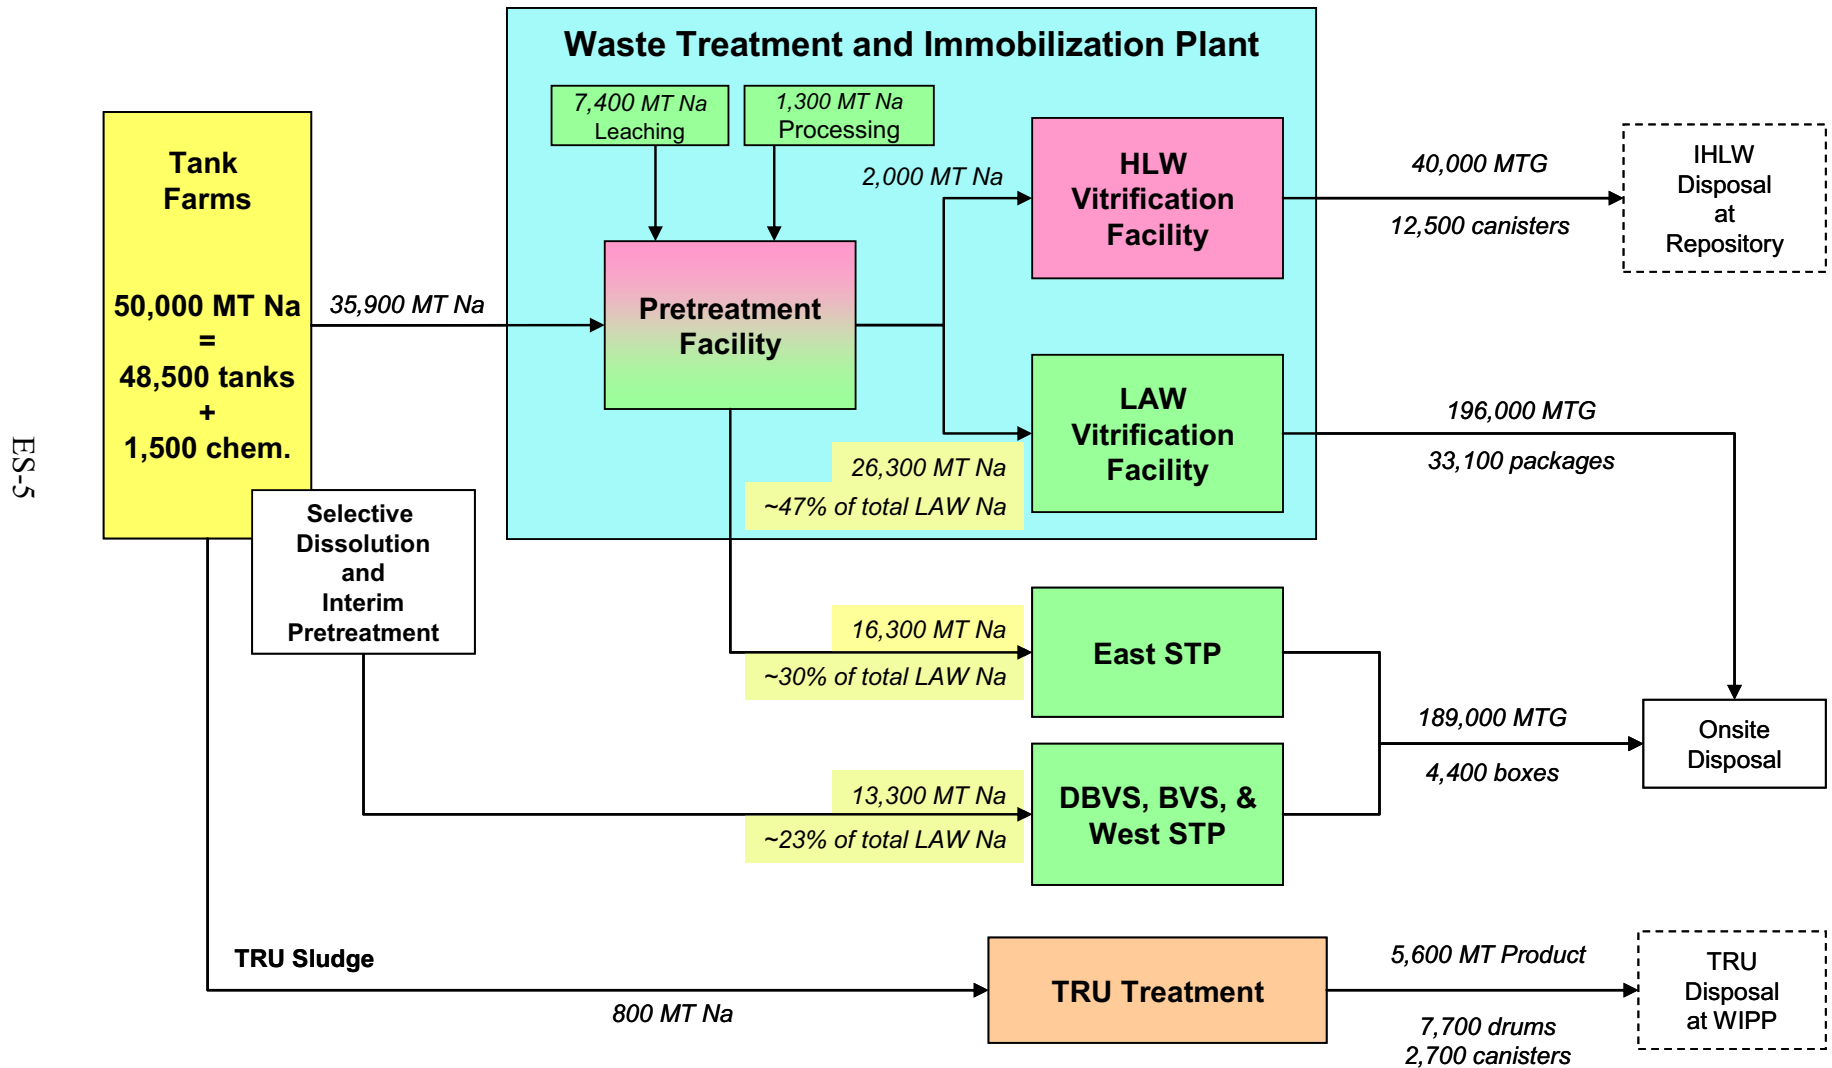 Waste Treatment and Immobilization Plant
7,400 MT Na
Leaching
1,300 MT Na
Processing
Tank
Farms
50,000 MT Na
=
48,500 tanks
+
1,500 chem.
35,900 MT Na
Pretreatment
Facility
2,000 MT Na
HLW
Vitrification
Facility
40,000 MTG
12,500 canisters
IHLW
Disposal
at
Repository
LAW
Vitrification
Facility
26,300 MT Na
~47% of total LAW Na
196,000 MTG
33,100 packages
ES-5
Selective
Dissolution
and
Interim
Pretreatment
16,300 MT Na
~30% of total LAW Na
East STP
13,300 MT Na
~23% of total LAW Na
DBVS, BVS, &
West STP
189,000 MTG
4,400 boxes
Onsite
Disposal
TRU Sludge
800 MT Na
TRU Treatment
5,600 MT Product
7,700 drums
2,700 canisters
TRU
Disposal
at WIPP